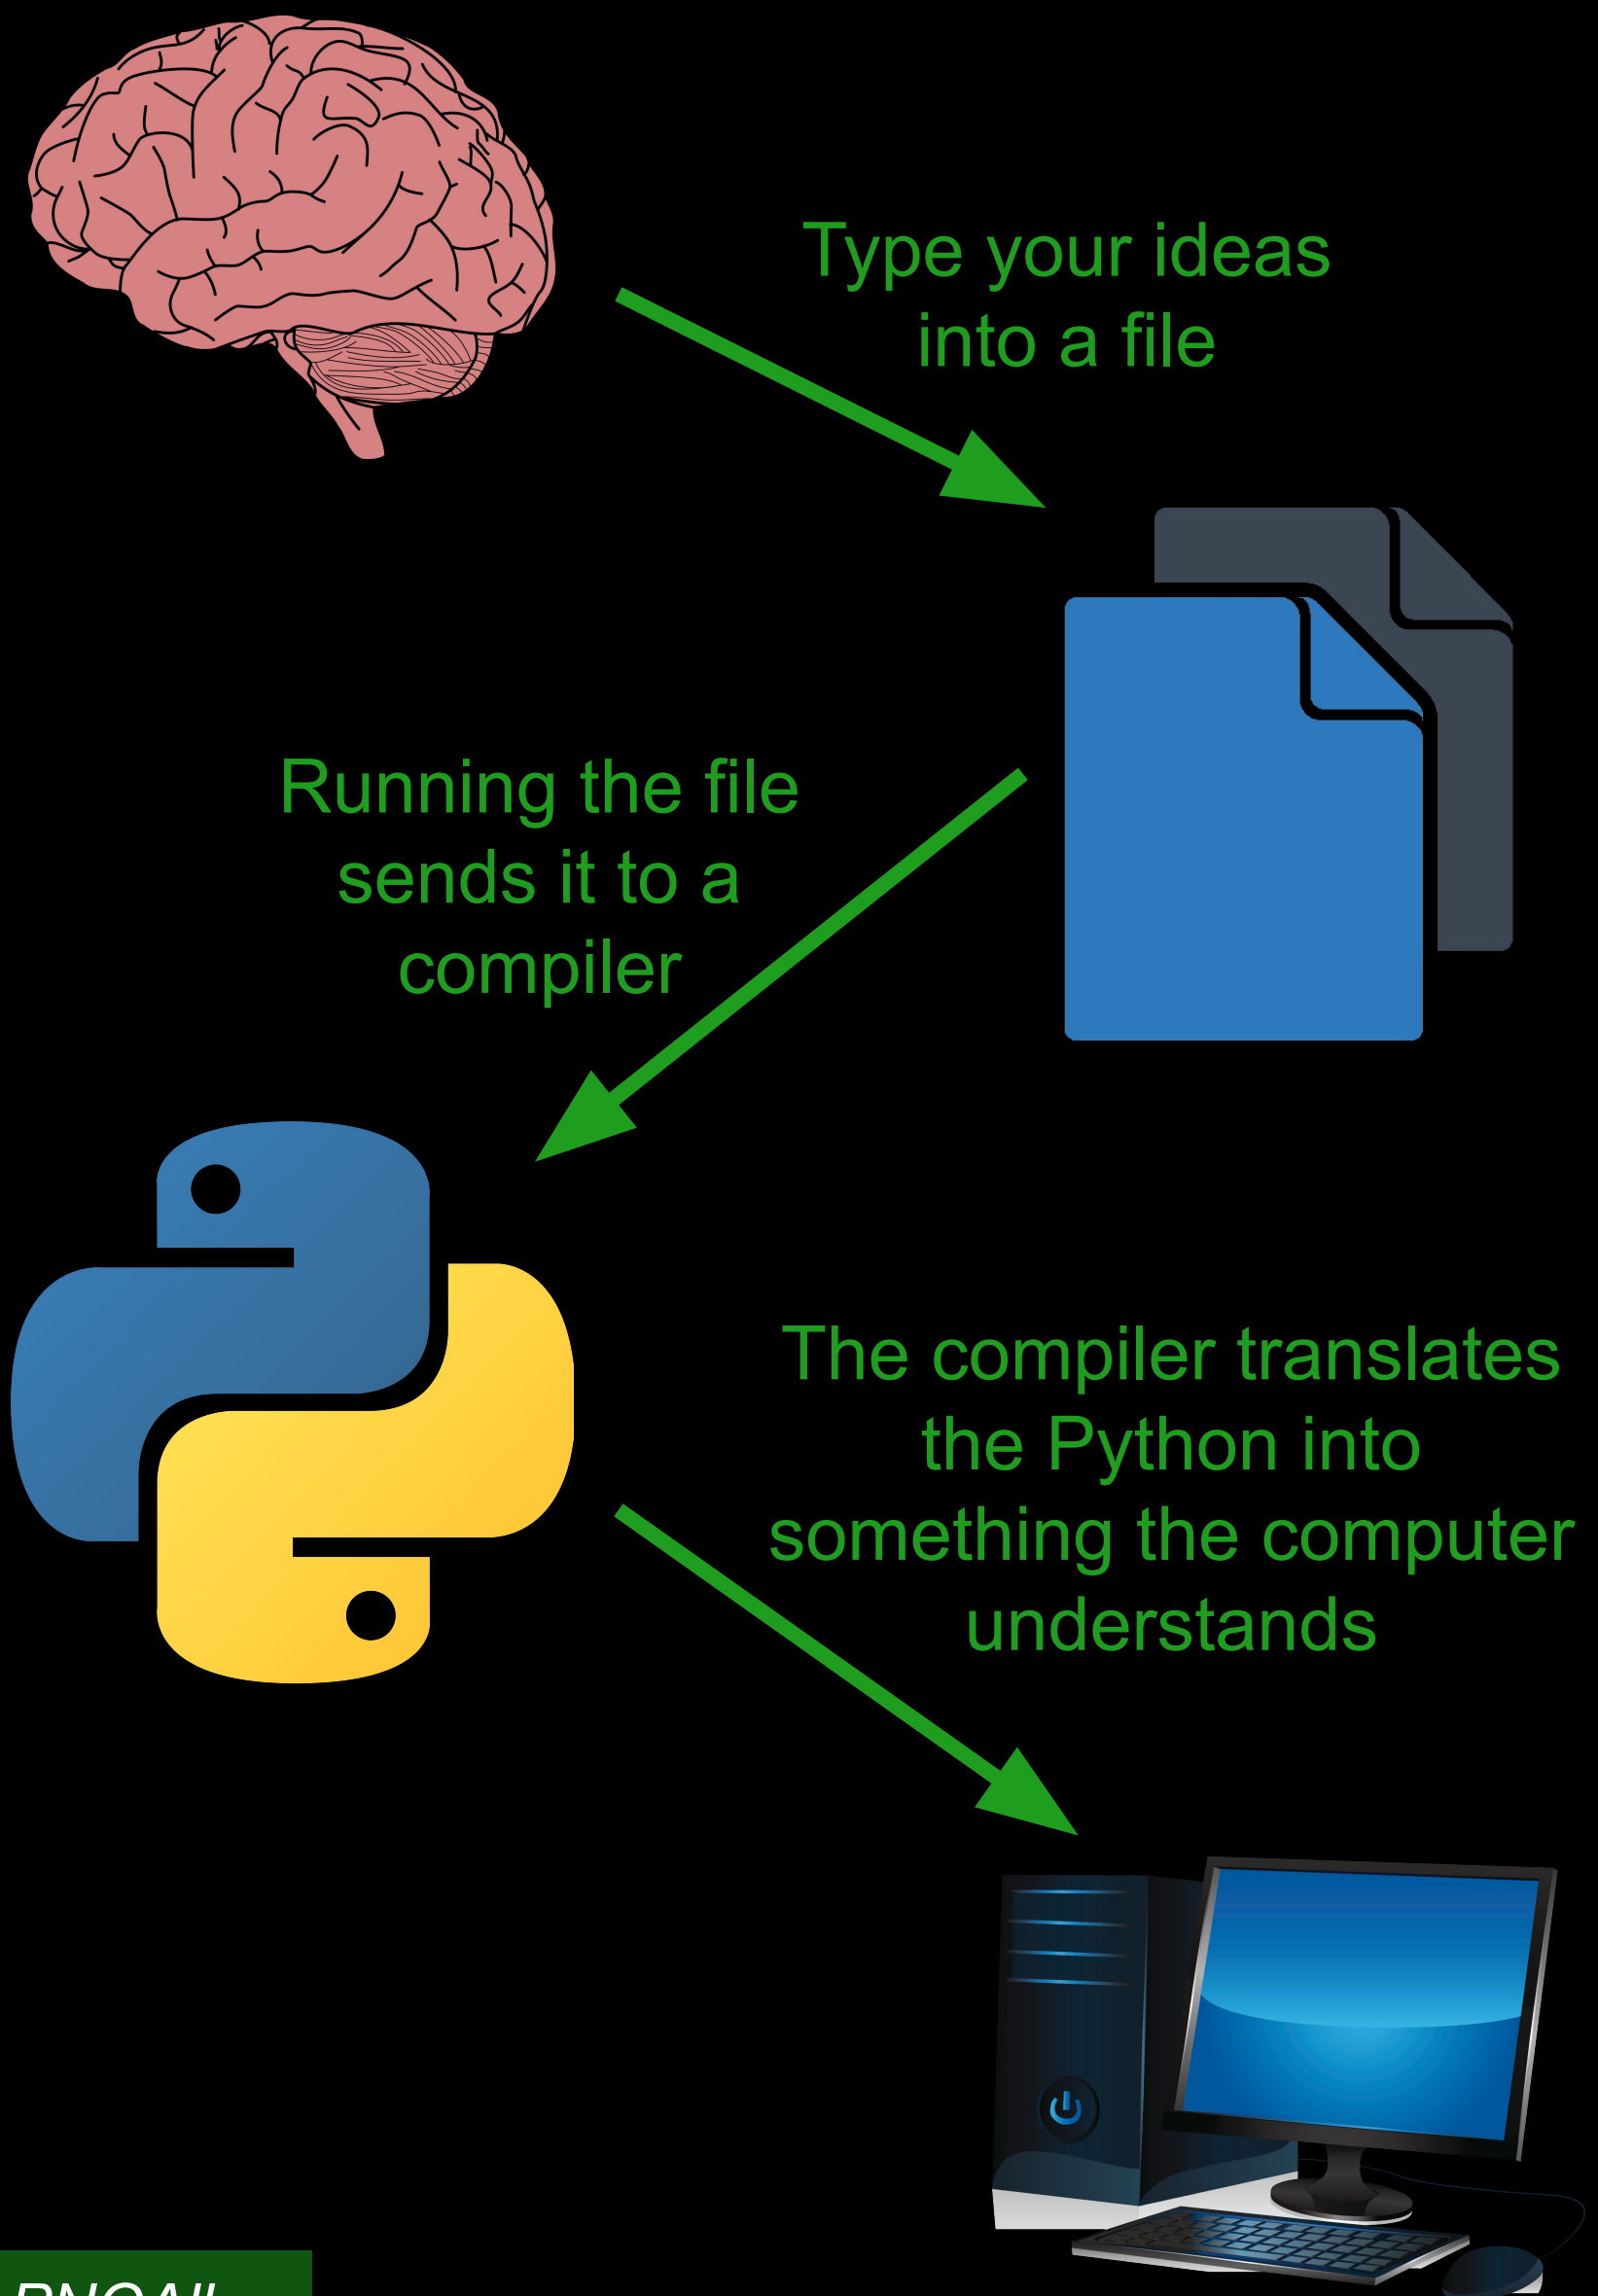 Type your ideas
into a file
Running the file
sends it to a
compiler
The compiler translates
the Python into
something the computer
understands